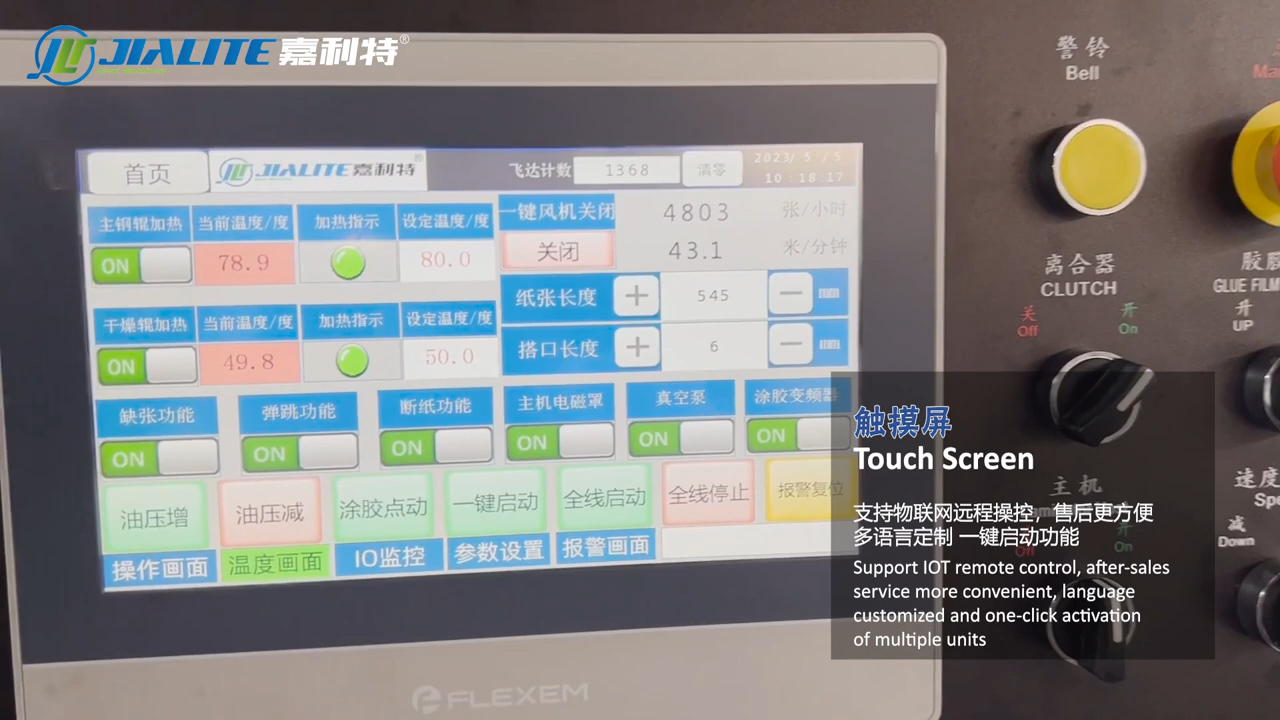 JIALITE 嘉利特®
首页
JIALITE 嘉利特®
飞达计数 1368 清零
2023/ 5/ 5
10:18:17
主钢辊加热 当前温度/度 加热指示 设定温度/度
ON 78.9 80.0
一键风机关闭 4803 张/小时
关闭 43.1 米/分钟
纸张长度 + 545 — mm
干燥辊加热 当前温度/度 加热指示 设定温度/度
ON 49.8 50.0
搭口长度 + 6 — mm
缺张功能 弹跳功能 断纸功能 主机电磁罩 真空泵 涂胶变频器
ON ON ON ON ON ON
油压增 油压减 涂胶点动 一键启动 全线启动 全线停止 报警复位
操作画面 温度画面 IO监控 参数设置 报警画面
FLEXEM
警铃
Bell
离合器
CLUTCH
关 开
Off On
胶膜
GLUE FILM
升
UP
主机
开
Off On
速度
减
Down
触摸屏
Touch Screen
支持物联网远程操控，售后更方便
多语言定制 一键启动功能
Support IOT remote control, after-sales
service more convenient, language
customized and one-click activation
of multiple units